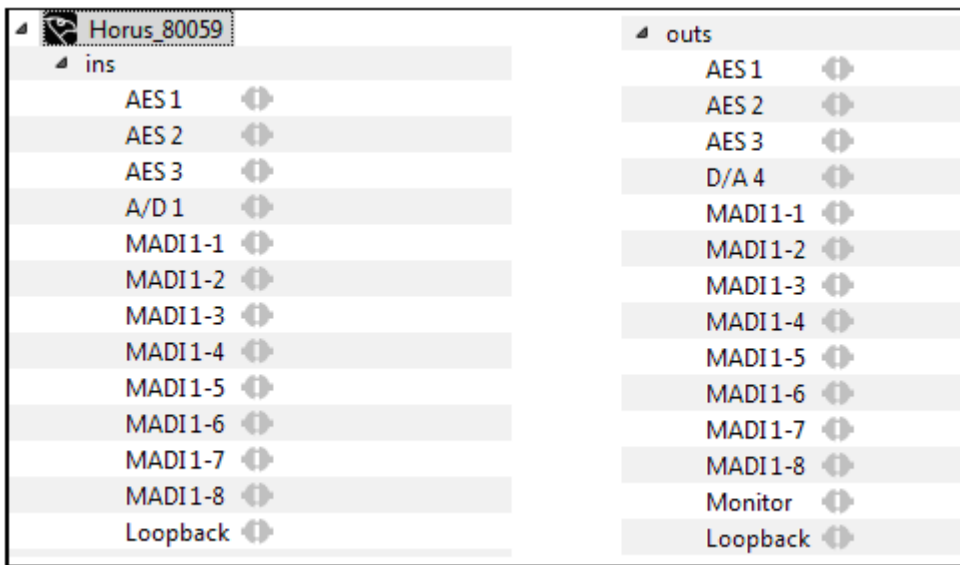 Horus_80059
ins
AES 1
AES 2
AES 3
A/D 1
MADI 1-1
MADI 1-2
MADI 1-3
MADI 1-4
MADI 1-5
MADI 1-6
MADI 1-7
MADI 1-8
Loopback
outs
AES 1
AES 2
AES 3
D/A 4
MADI 1-1
MADI 1-2
MADI 1-3
MADI 1-4
MADI 1-5
MADI 1-6
MADI 1-7
MADI 1-8
Monitor
Loopback